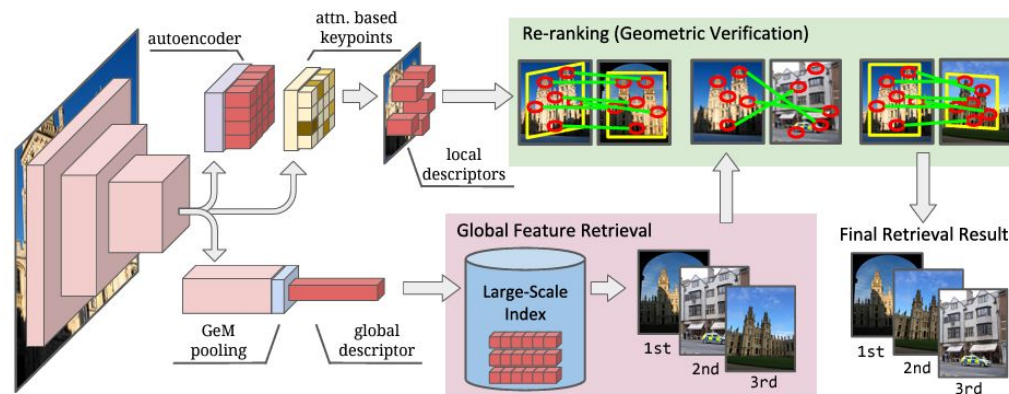 autoencoder
attn. based
keypoints
Re-ranking (Geometric Verification)
local
descriptors
Global Feature Retrieval
Large-Scale
Index
1st
2nd
3rd
Final Retrieval Result
1st
2nd
3rd
GeM
pooling
global
descriptor